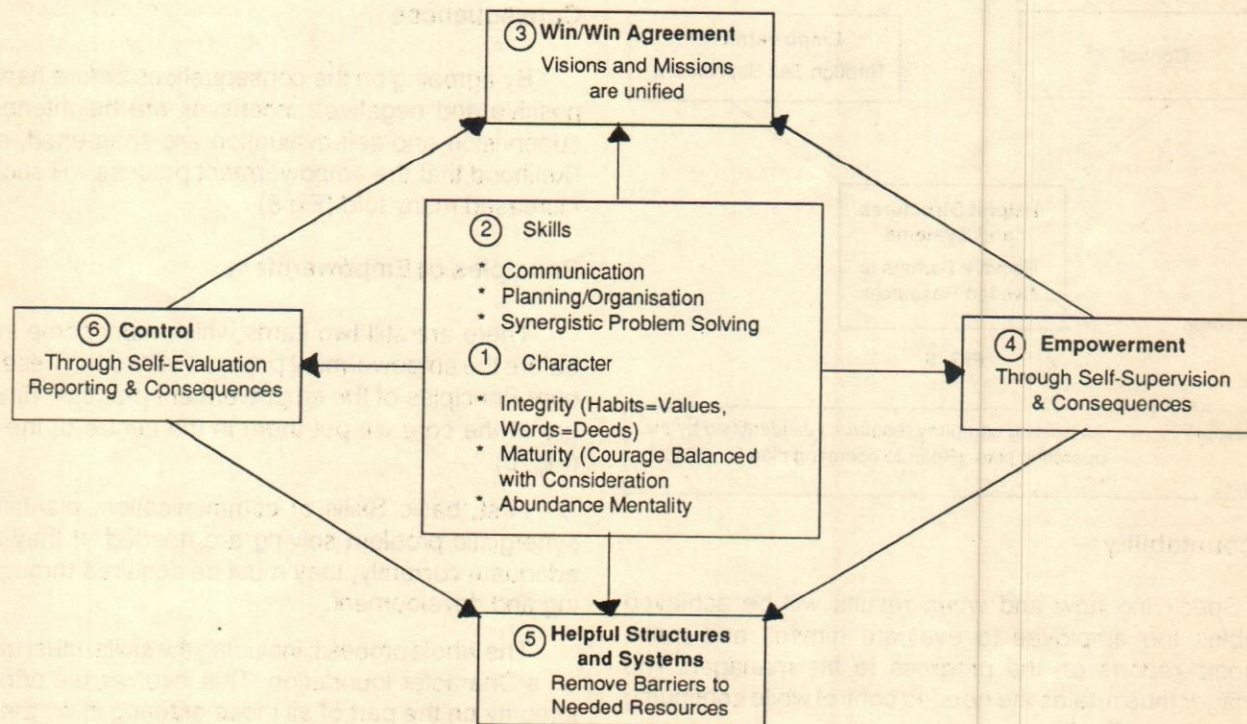 ③ Win/Win Agreement
Visions and Missions
are unified
② Skills
* Communication
* Planning/Organisation
* Synergistic Problem Solving
① Character
* Integrity (Habits=Values,
Words=Deeds)
* Maturity (Courage Balanced
with Consideration
* Abundance Mentality
⑥ Control
Through Self-Evaluation
Reporting & Consequences
④ Empowerment
Through Self-Supervision
& Consequences
⑤ Helpful Structures
and Systems
Remove Barriers to
Needed Resources